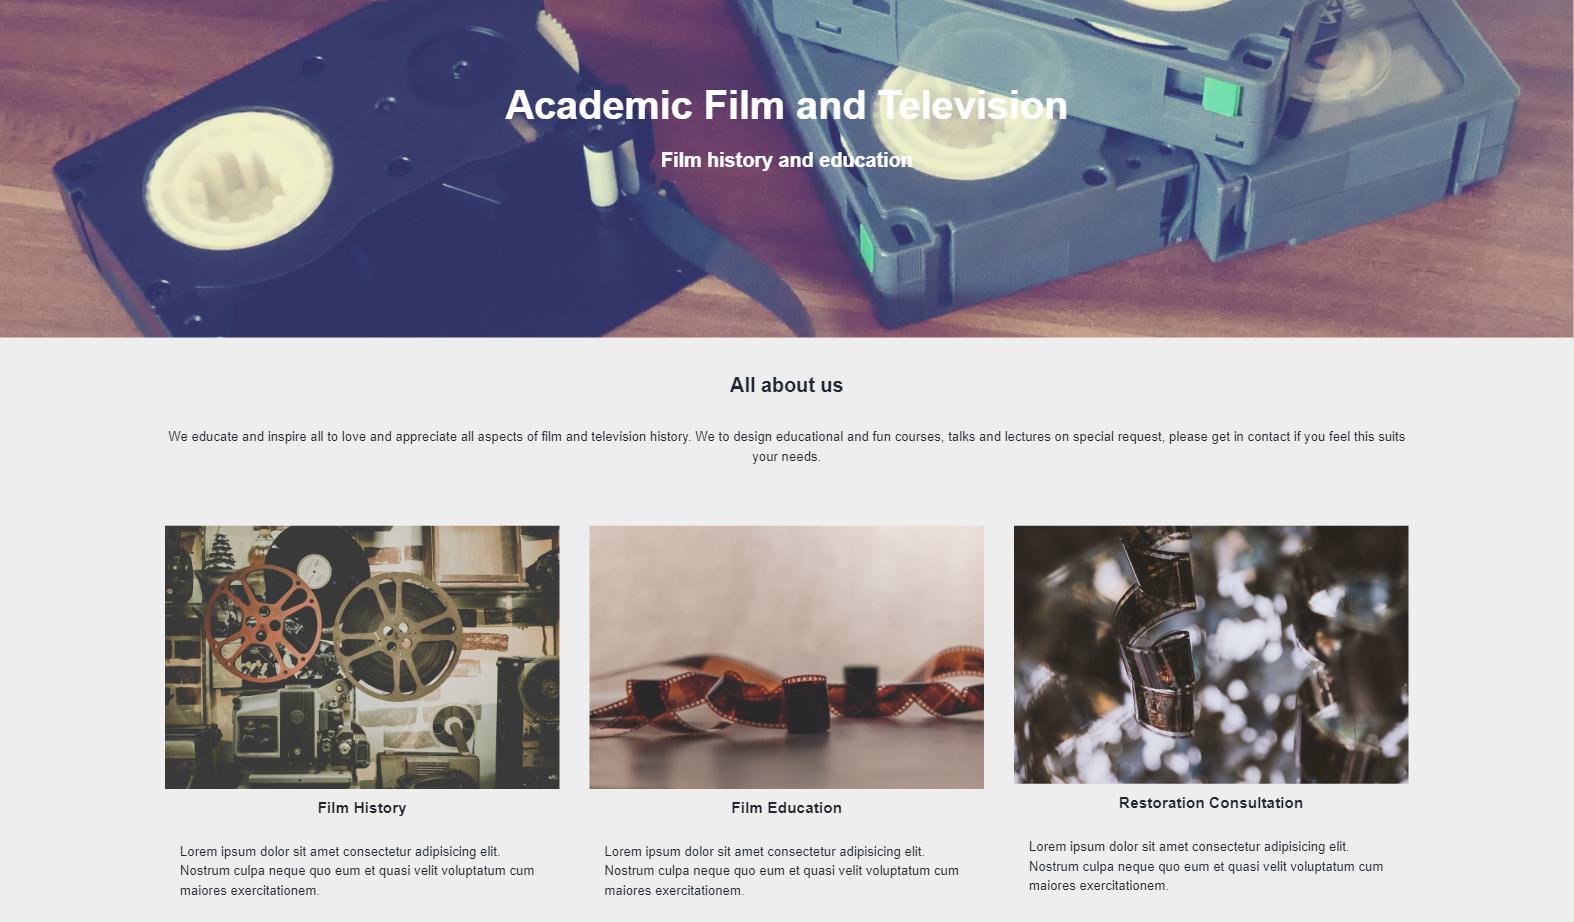 Academic Film and Television
Film history and education
All about us
We educate and inspire all to love and appreciate all aspects of film and television history. We to design educational and fun courses, talks and lectures on special request, please get in contact if you feel this suits
your needs.
Film History
Lorem ipsum dolor sit amet consectetur adipisicing elit.
Nostrum culpa neque quo eum et quasi velit voluptatum cum
maiores exercitationem.
Film Education
Lorem ipsum dolor sit amet consectetur adipisicing elit.
Nostrum culpa neque quo eum et quasi velit voluptatum cum
maiores exercitationem.
Restoration Consultation
Lorem ipsum dolor sit amet consectetur adipisicing elit.
Nostrum culpa neque quo eum et quasi velit voluptatum cum
maiores exercitationem.